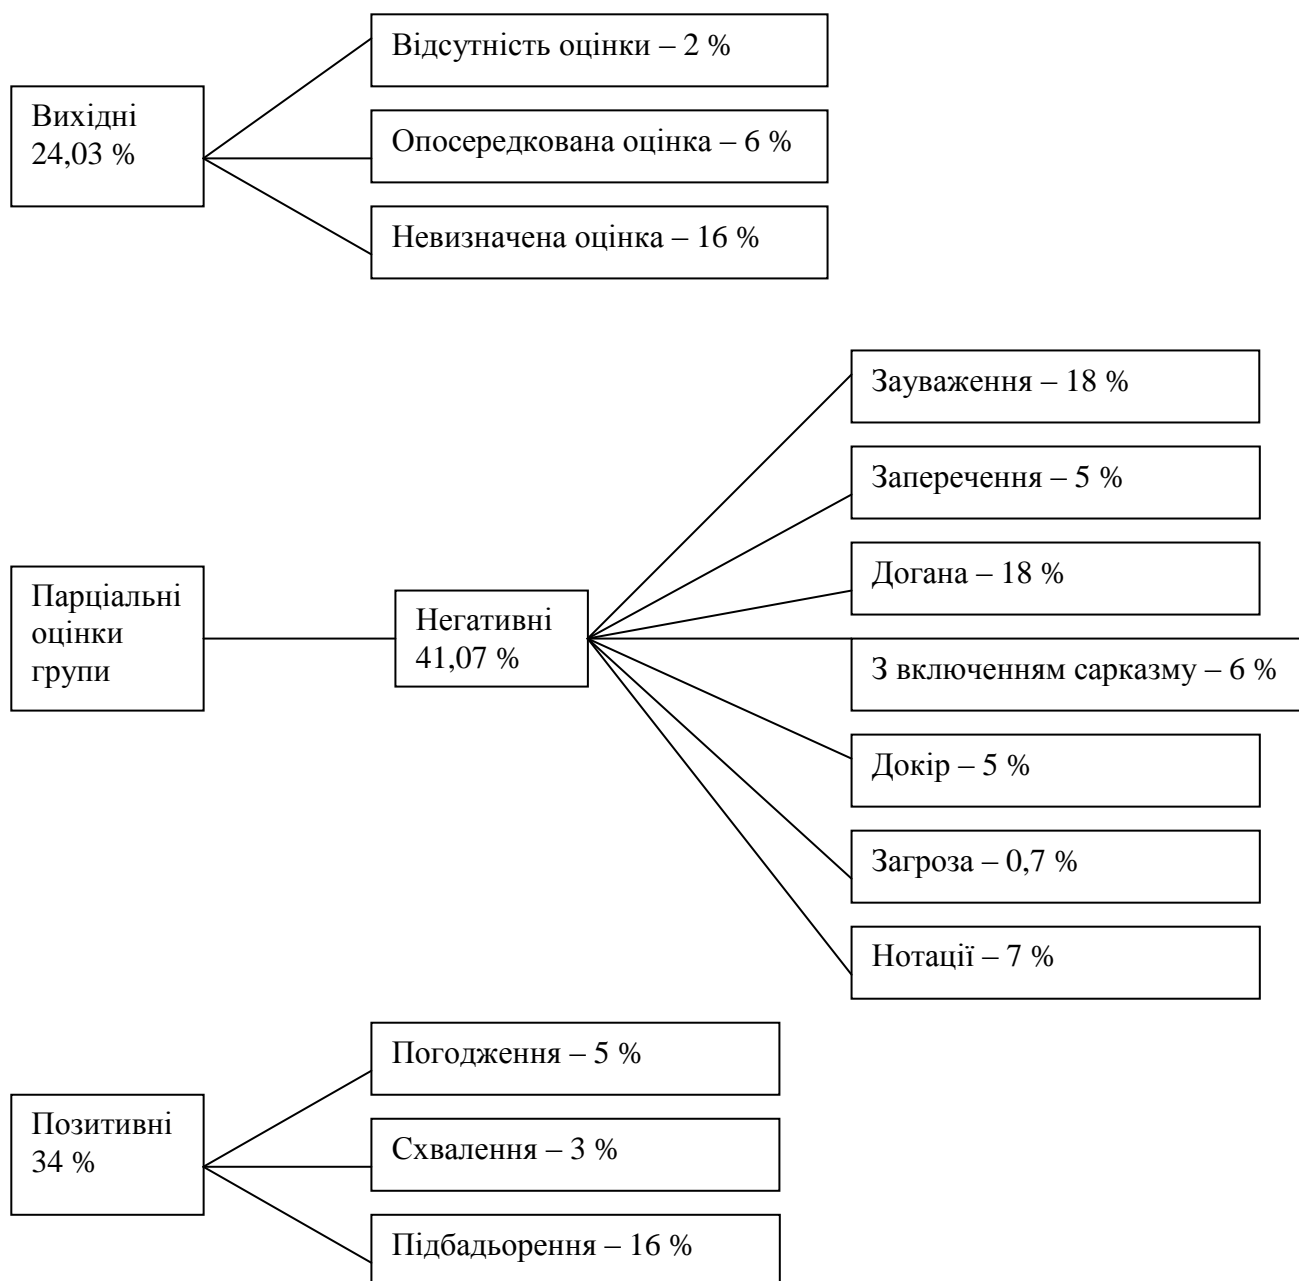 Відсутність оцінки – 2 %
Вихідні
24,03 %
Опосередкована оцінка – 6 %
Невизначена оцінка – 16 %
Зауваження – 18 %
Заперечення – 5 %
Догана – 18 %
Парціальні
оцінки
групи
Негативні
41,07 %
З включенням сарказму – 6 %
Докір – 5 %
Загроза – 0,7 %
Нотації – 7 %
Погодження – 5 %
Позитивні
34 %
Схвалення – 3 %
Підбадьорення – 16 %